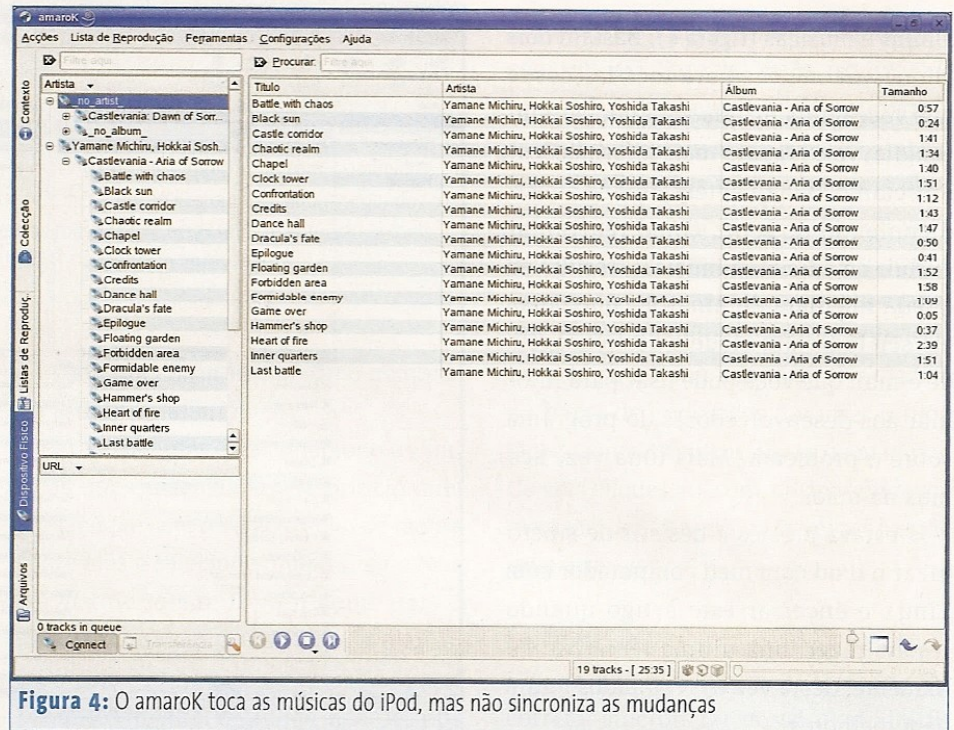 amaroK
Acções Lista de Reprodução Ferramentas Configurações Ajuda
Filtre aqui...
Procurar: Filtre aqui...
Contexto
Colecção
Listas de Reproduç.
Dispositivo Físico
Arquivos
Artista
_no_artist_
Castlevania: Dawn of Sorr...
_no_album_
Yamane Michiru, Hokkai Sosh...
Castlevania - Aria of Sorrow
Battle with chaos
Black sun
Castle corridor
Chaotic realm
Chapel
Clock tower
Confrontation
Credits
Dance hall
Dracula's fate
Epilogue
Floating garden
Forbidden area
Formidable enemy
Game over
Hammer's shop
Heart of fire
Inner quarters
Last battle
URL
0 tracks in queue
Connect Transferência
Título Artista Álbum Tamanho
Battle with chaos Yamane Michiru, Hokkai Soshiro, Yoshida Takashi Castlevania - Aria of Sorrow 0:57
Black sun Yamane Michiru, Hokkai Soshiro, Yoshida Takashi Castlevania - Aria of Sorrow 0:24
Castle corridor Yamane Michiru, Hokkai Soshiro, Yoshida Takashi Castlevania - Aria of Sorrow 1:41
Chaotic realm Yamane Michiru, Hokkai Soshiro, Yoshida Takashi Castlevania - Aria of Sorrow 1:34
Chapel Yamane Michiru, Hokkai Soshiro, Yoshida Takashi Castlevania - Aria of Sorrow 1:40
Clock tower Yamane Michiru, Hokkai Soshiro, Yoshida Takashi Castlevania - Aria of Sorrow 1:51
Confrontation Yamane Michiru, Hokkai Soshiro, Yoshida Takashi Castlevania - Aria of Sorrow 1:12
Credits Yamane Michiru, Hokkai Soshiro, Yoshida Takashi Castlevania - Aria of Sorrow 1:43
Dance hall Yamane Michiru, Hokkai Soshiro, Yoshida Takashi Castlevania - Aria of Sorrow 1:47
Dracula's fate Yamane Michiru, Hokkai Soshiro, Yoshida Takashi Castlevania - Aria of Sorrow 0:50
Epilogue Yamane Michiru, Hokkai Soshiro, Yoshida Takashi Castlevania - Aria of Sorrow 0:41
Floating garden Yamane Michiru, Hokkai Soshiro, Yoshida Takashi Castlevania - Aria of Sorrow 1:52
Forbidden area Yamane Michiru, Hokkai Soshiro, Yoshida Takashi Castlevania - Aria of Sorrow 1:58
Formidable enemy Yamane Michiru, Hokkai Soshiro, Yoshida Takashi Castlevania - Aria of Sorrow 1:09
Game over Yamane Michiru, Hokkai Soshiro, Yoshida Takashi Castlevania - Aria of Sorrow 0:05
Hammer's shop Yamane Michiru, Hokkai Soshiro, Yoshida Takashi Castlevania - Aria of Sorrow 0:37
Heart of fire Yamane Michiru, Hokkai Soshiro, Yoshida Takashi Castlevania - Aria of Sorrow 2:39
Inner quarters Yamane Michiru, Hokkai Soshiro, Yoshida Takashi Castlevania - Aria of Sorrow 1:51
Last battle Yamane Michiru, Hokkai Soshiro, Yoshida Takashi Castlevania - Aria of Sorrow 1:04
19 tracks - [ 25:35 ]
Figura 4: O amaroK toca as músicas do iPod, mas não sincroniza as mudanças